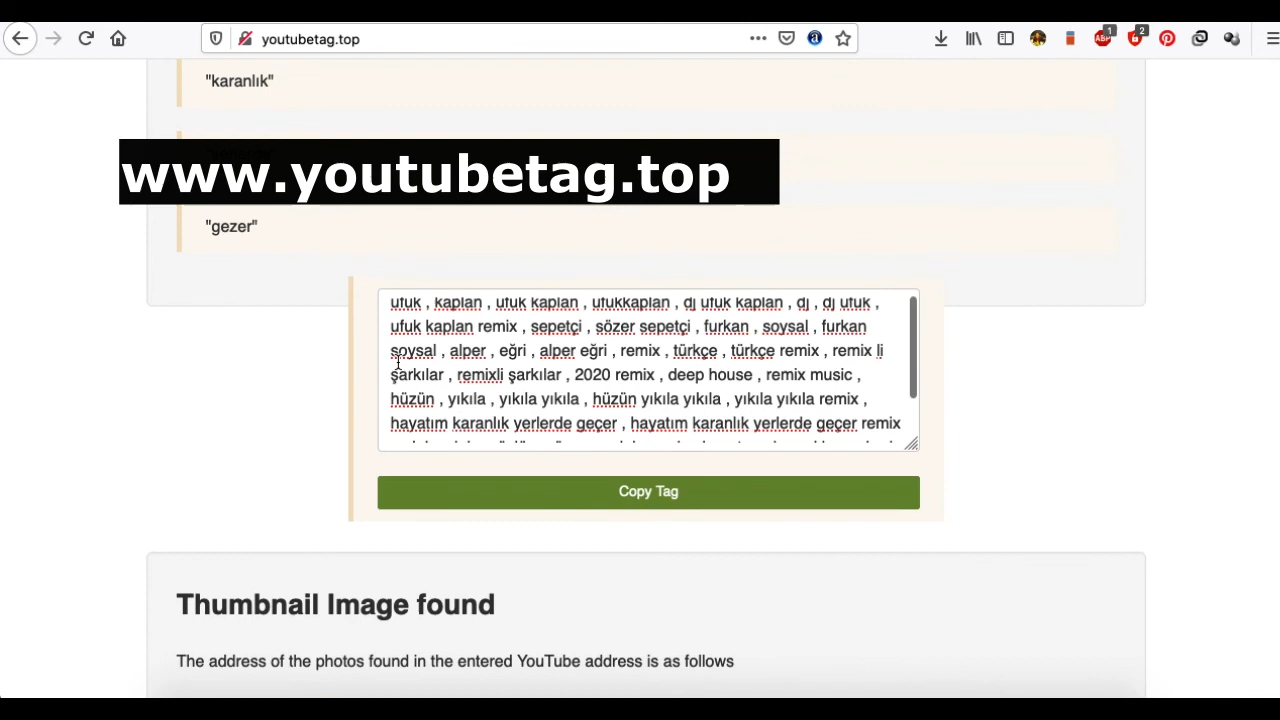 youtubetag.top
1
2
"karanlık"
www.youtubetag.top
"gezer"
ufuk , kaplan , ufuk kaplan , ufukkaplan , dj ufuk kaplan , dj , dj ufuk ,
ufuk kaplan remix , sepetçi , sözer sepetçi , furkan , soysal , furkan
soysal , alper , eğri , alper eğri , remix , türkçe , türkçe remix , remix li
şarkılar , remixli şarkılar , 2020 remix , deep house , remix music ,
hüzün , yıkıla , yıkıla yıkıla , hüzün yıkıla yıkıla , yıkıla yıkıla remix ,
hayatım karanlık yerlerde geçer , hayatım karanlık yerlerde geçer remix
Copy Tag
Thumbnail Image found
The address of the photos found in the entered YouTube address is as follows